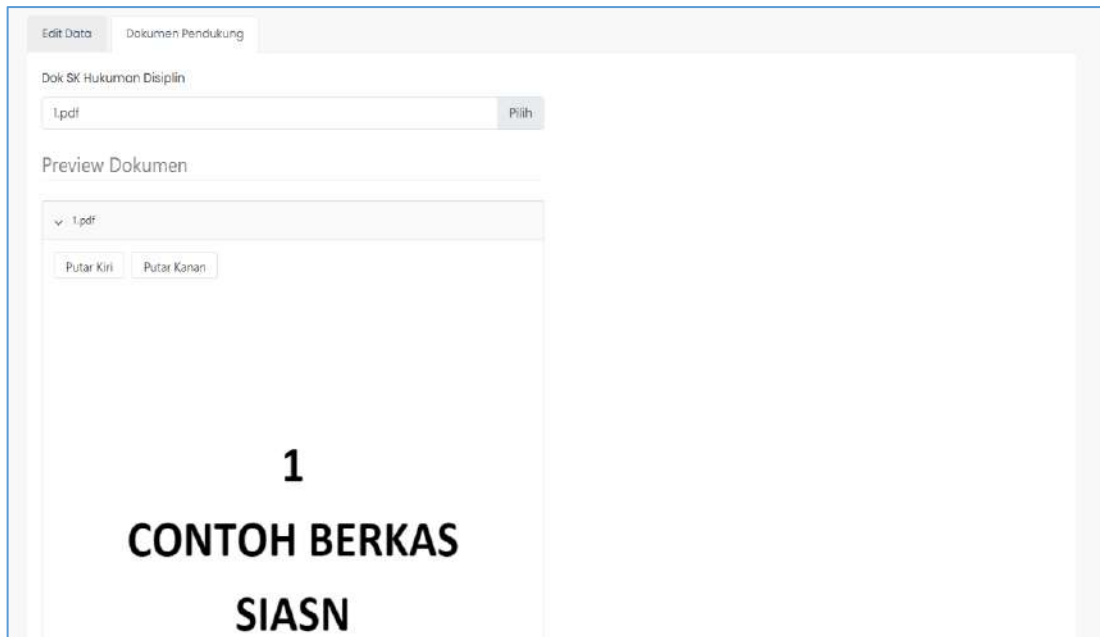 Edit Data Dokumen Pendukung
Dok SK Hukuman Disiplin
1.pdf Pilih
Preview Dokumen
1.pdf
Putar Kiri Putar Kanan
1
CONTOH BERKAS
SIASN